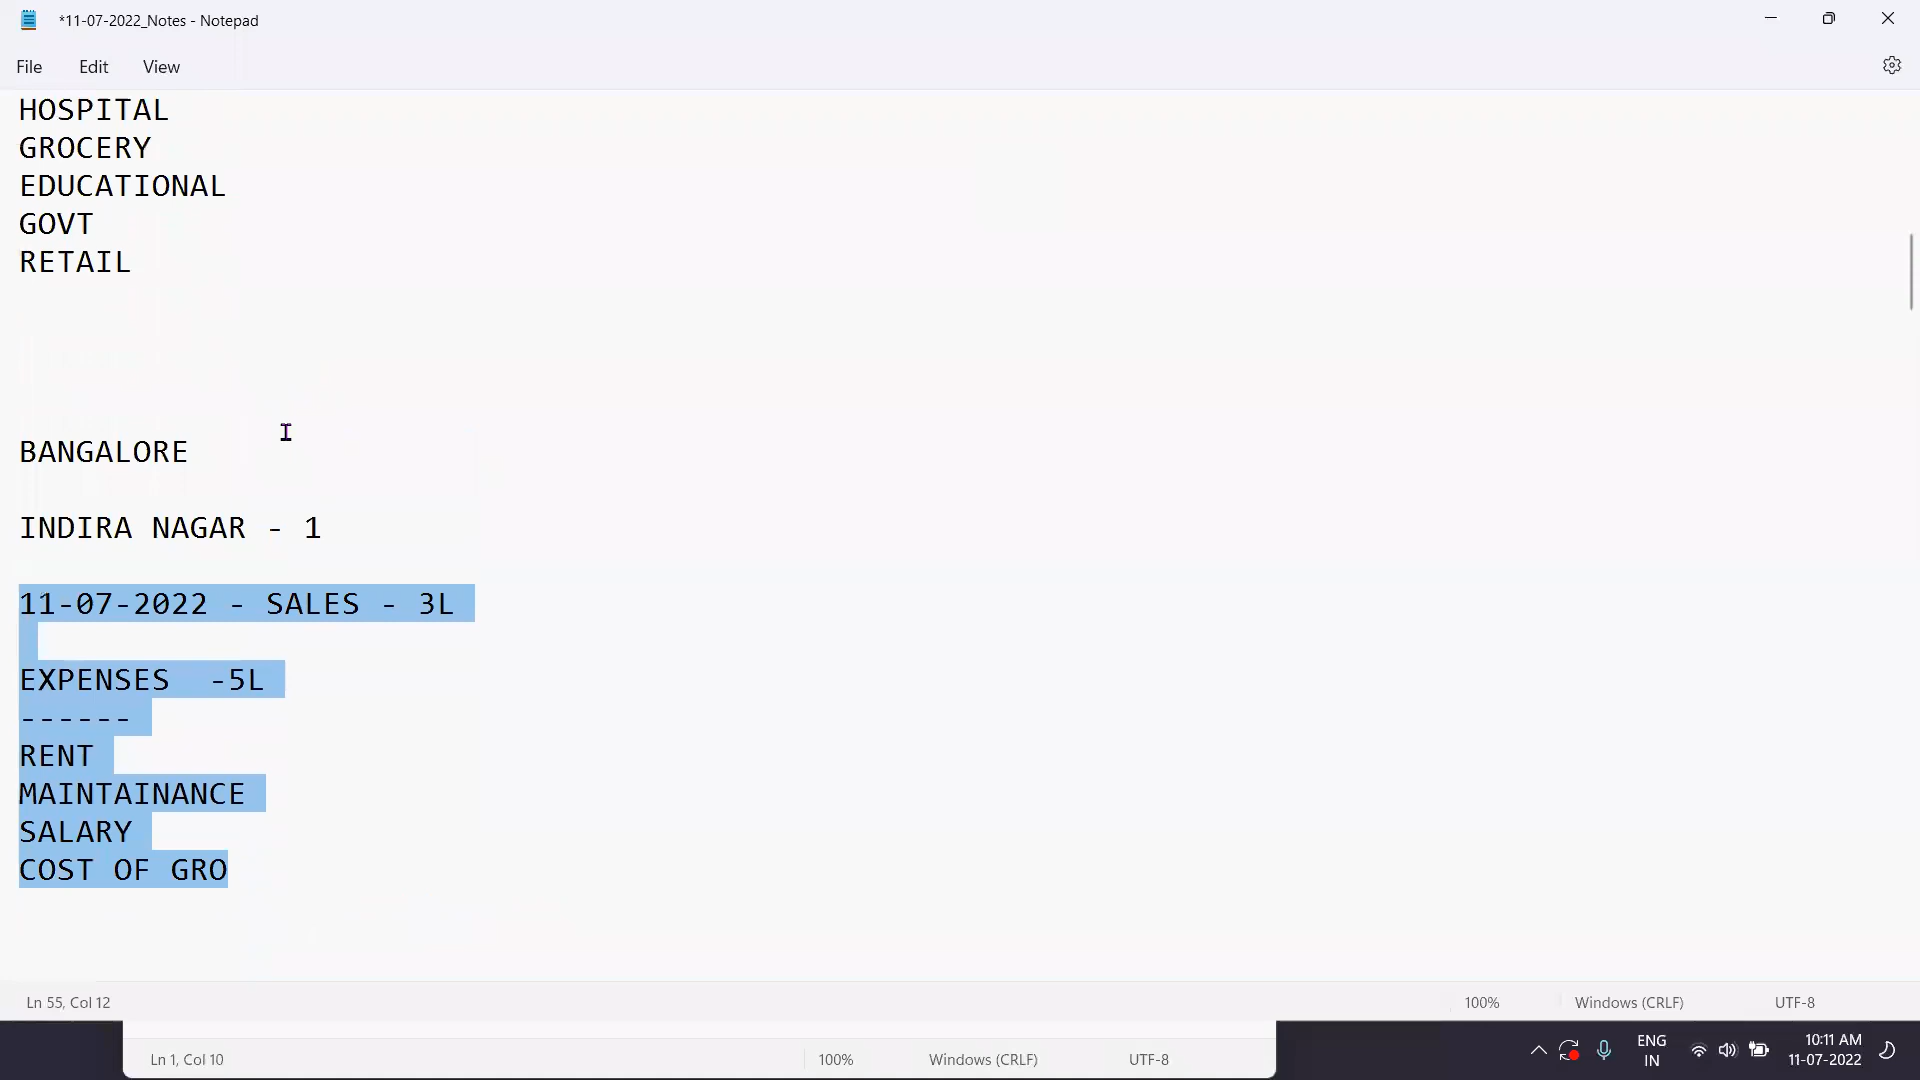 *11-07-2022_Notes - Notepad
File Edit View
HOSPITAL
GROCERY
EDUCATIONAL
GOVT
RETAIL
BANGALORE
INDIRA NAGAR - 1
11-07-2022 - SALES - 3L
EXPENSES  -5L
------
RENT
MAINTAINANCE
SALARY
COST OF GRO
Ln 55, Col 12 100% Windows (CRLF) UTF-8
Ln 1, Col 10 100% Windows (CRLF) UTF-8
ENG
IN
10:11 AM
11-07-2022